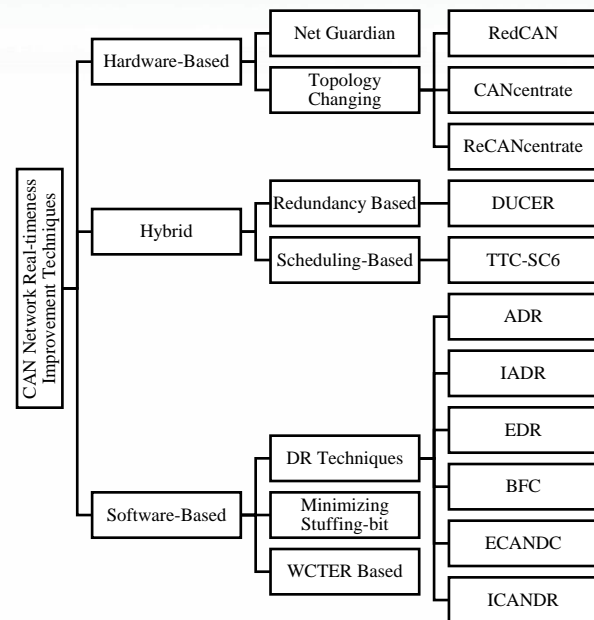 CAN Network Real-timeness
Improvement Techniques
Hardware-Based
Net Guardian
Topology
Changing
RedCAN
CANcentrate
ReCANcentrate
Hybrid
Redundancy Based
DUCER
Scheduling-Based
TTC-SC6
Software-Based
DR Techniques
ADR
IADR
EDR
BFC
ECANDC
ICANDR
Minimizing
Stuffing-bit
WCTER Based